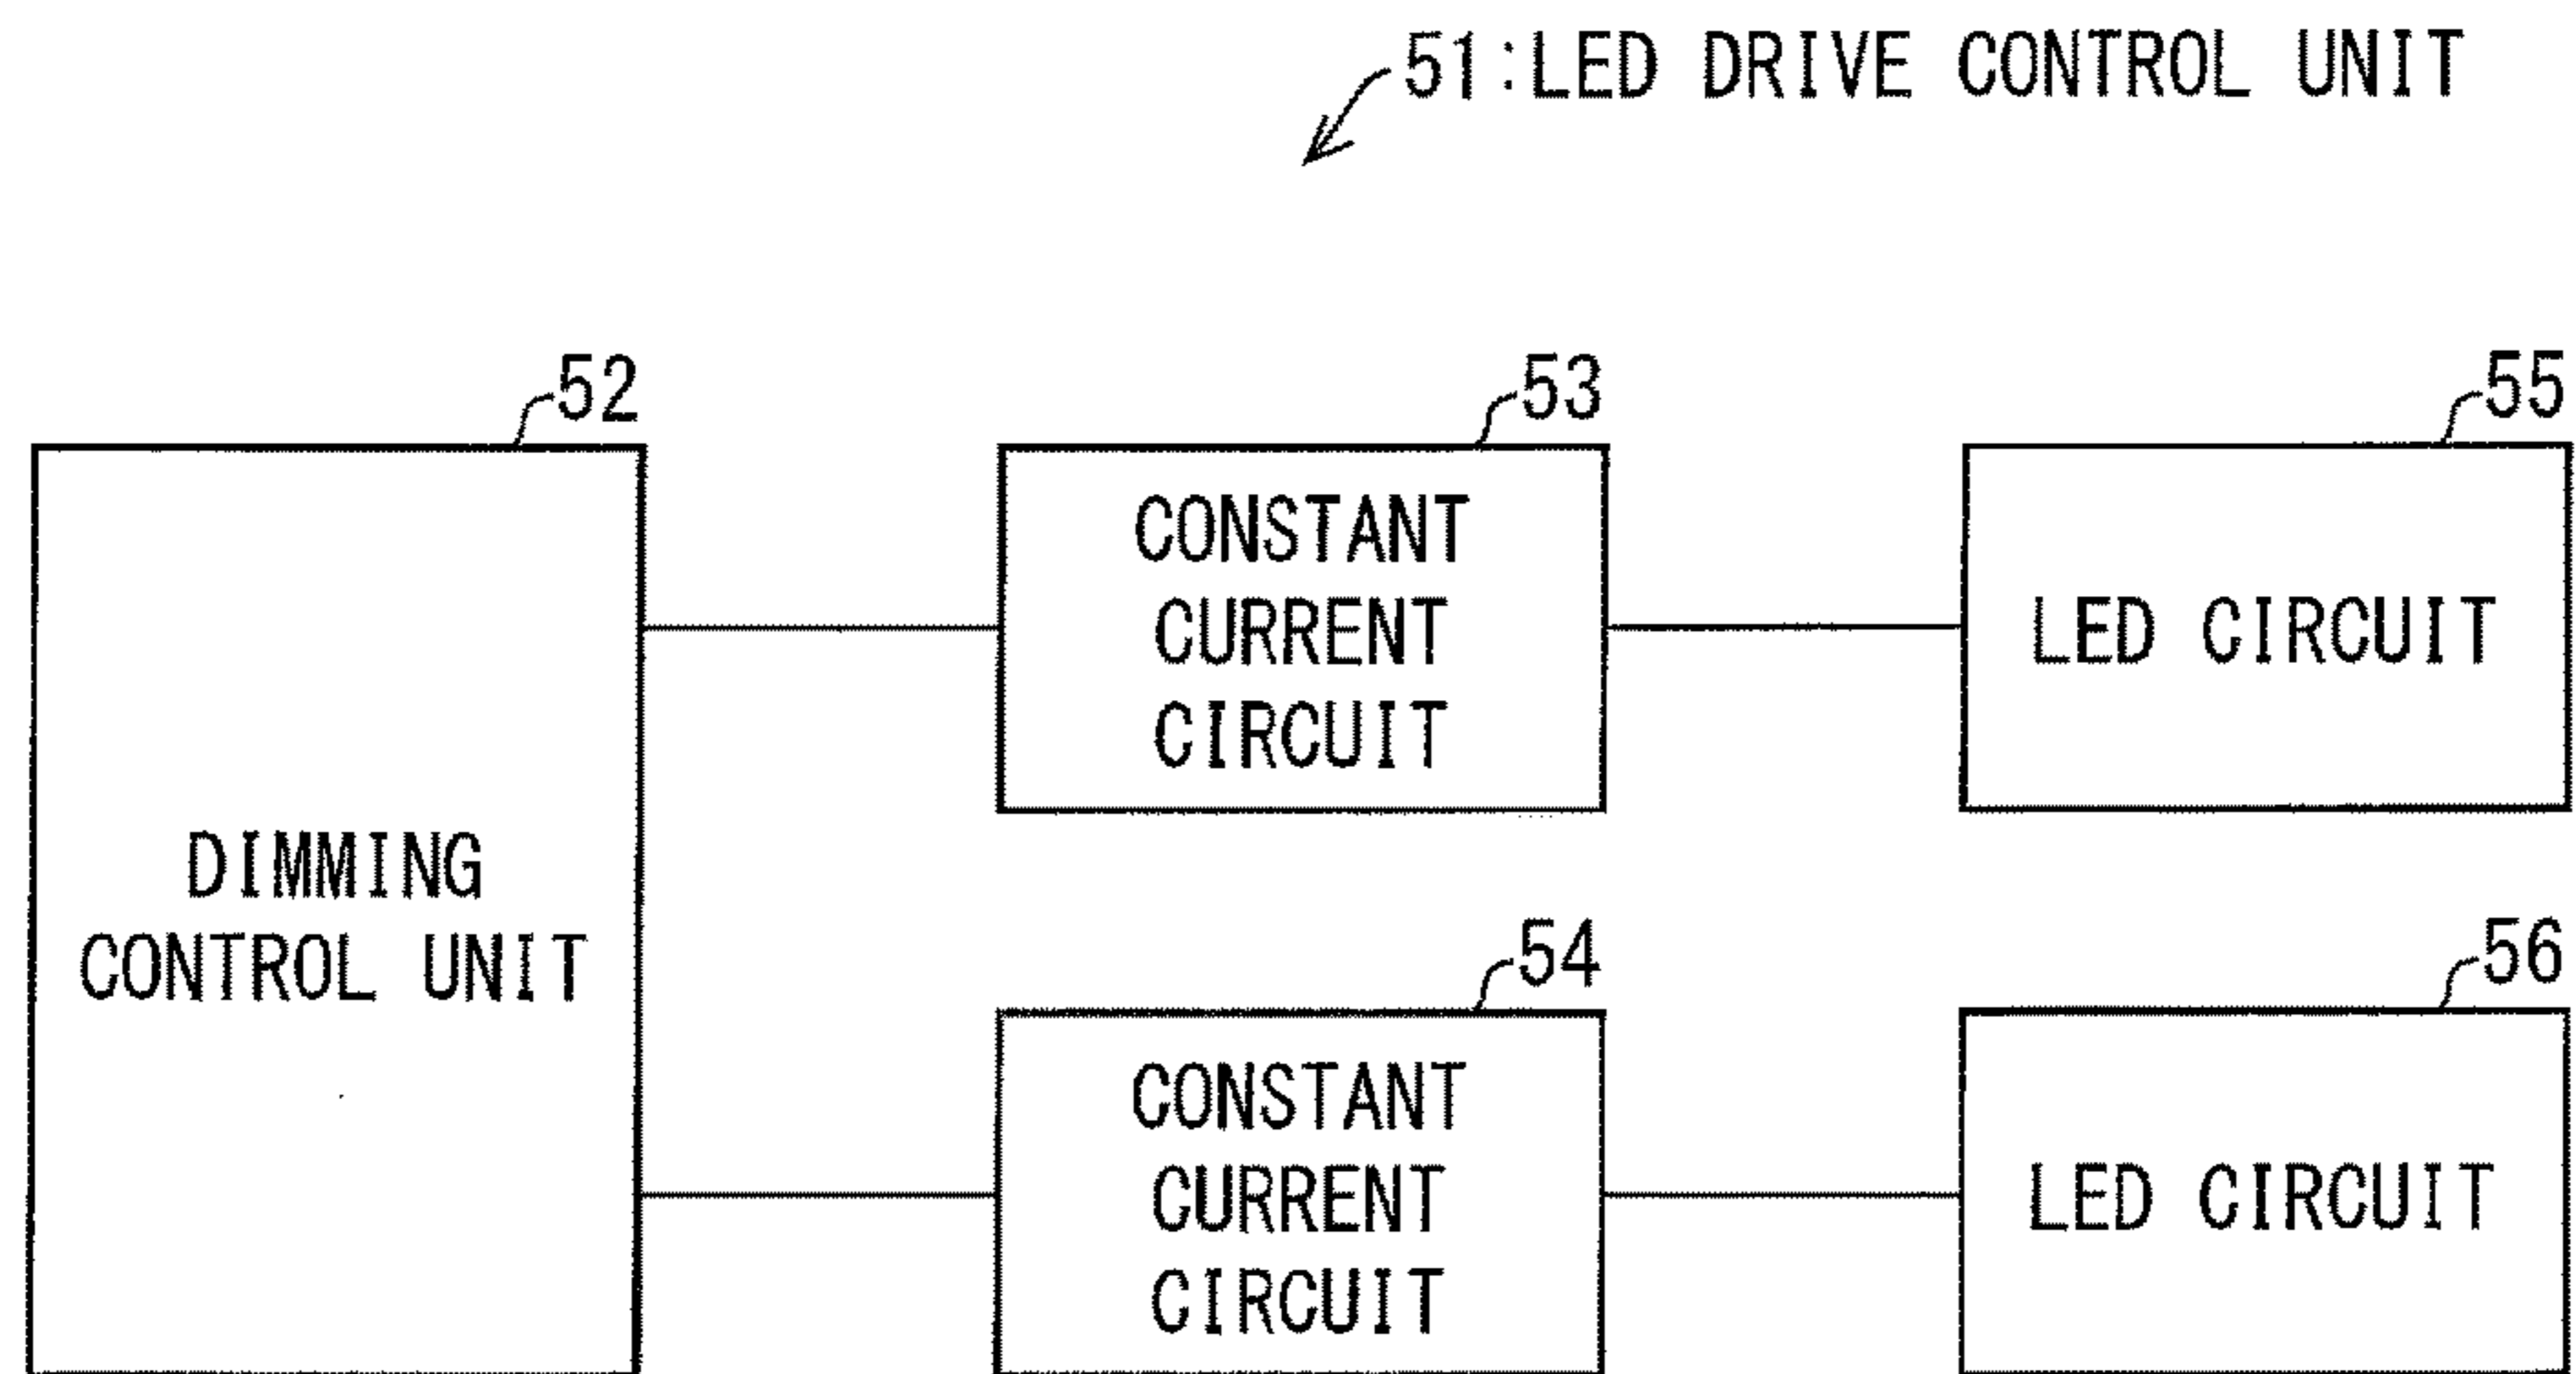 51:LED DRIVE CONTROL UNIT
52
53
55
CONSTANT
CURRENT
CIRCUIT
LED CIRCUIT
DIMMING
CONTROL UNIT
54
56
CONSTANT
CURRENT
CIRCUIT
LED CIRCUIT